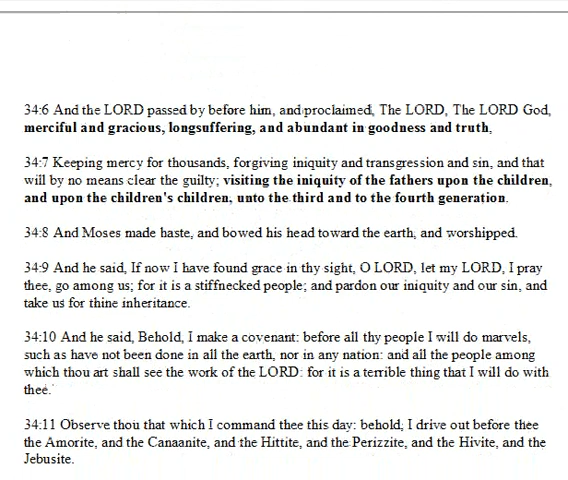 34:6 And the LORD passed by before him, and proclaimed, The LORD, The LORD God,
merciful and gracious, longsuffering, and abundant in goodness and truth,
34:7 Keeping mercy for thousands, forgiving iniquity and transgression and sin, and that
will by no means clear the guilty; visiting the iniquity of the fathers upon the children,
and upon the children's children, unto the third and to the fourth generation.
34:8 And Moses made haste, and bowed his head toward the earth, and worshipped.
34:9 And he said, If now I have found grace in thy sight, O LORD, let my LORD, I pray
thee, go among us; for it is a stiffnecked people; and pardon our iniquity and our sin, and
take us for thine inheritance.
34:10 And he said, Behold, I make a covenant: before all thy people I will do marvels,
such as have not been done in all the earth, nor in any nation: and all the people among
which thou art shall see the work of the LORD: for it is a terrible thing that I will do with
thee.
34:11 Observe thou that which I command thee this day: behold, I drive out before thee
the Amorite, and the Canaanite, and the Hittite, and the Perizzite, and the Hivite, and the
Jebusite.